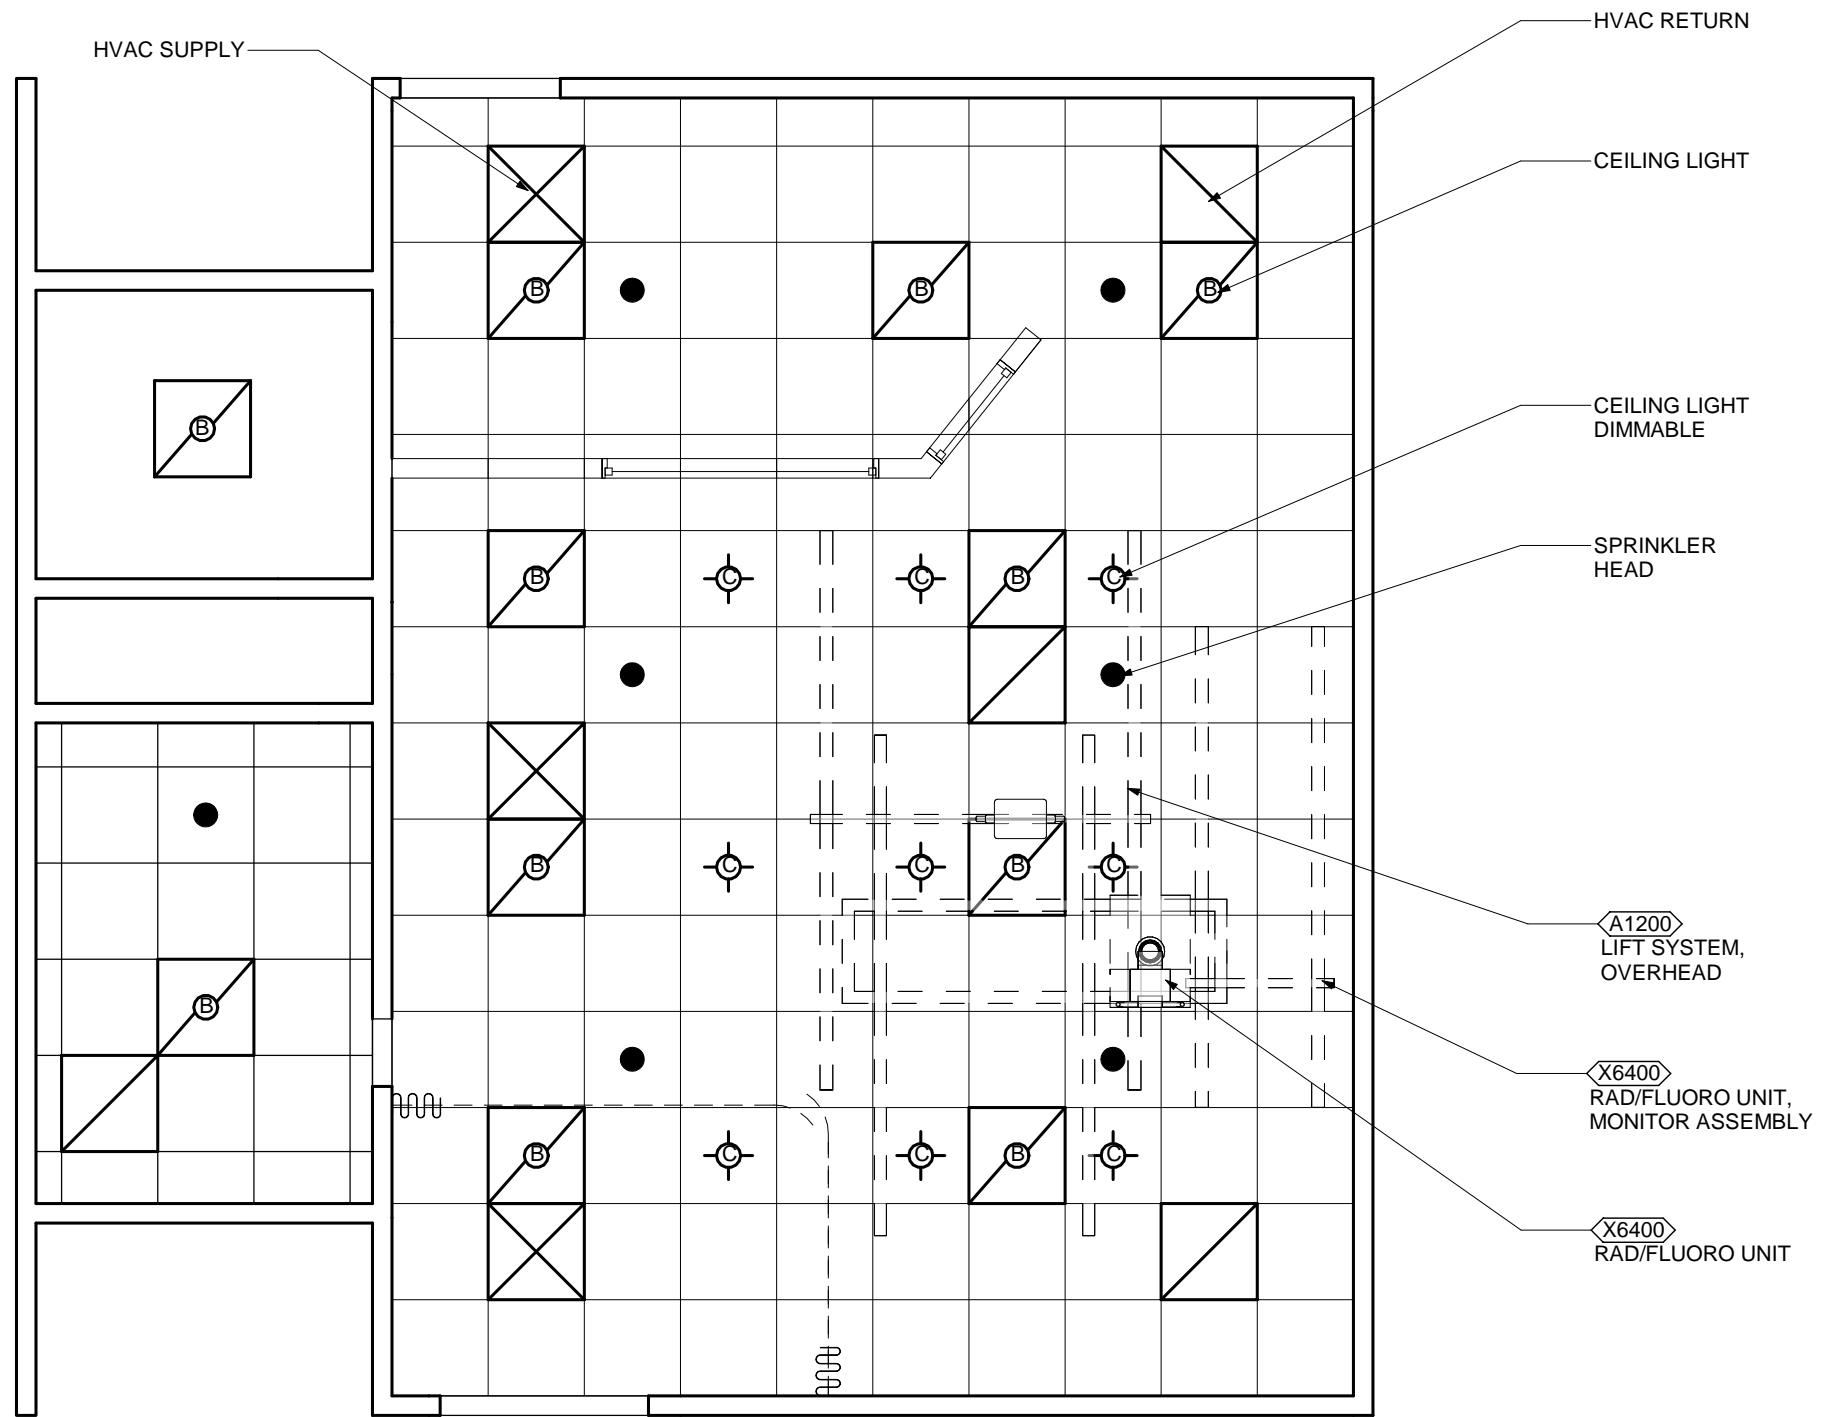 HVAC RETURN
HVAC SUPPLY
CEILING LIGHT
B
B
B
CEILING LIGHT
DIMMABLE
B
SPRINKLER
HEAD
B
C
C
B
C
B
C
C
B
C
A1200
LIFT SYSTEM,
OVERHEAD
B
X6400
RAD/FLUORO UNIT,
MONITOR ASSEMBLY
B
C
C
B
C
X6400
RAD/FLUORO UNIT